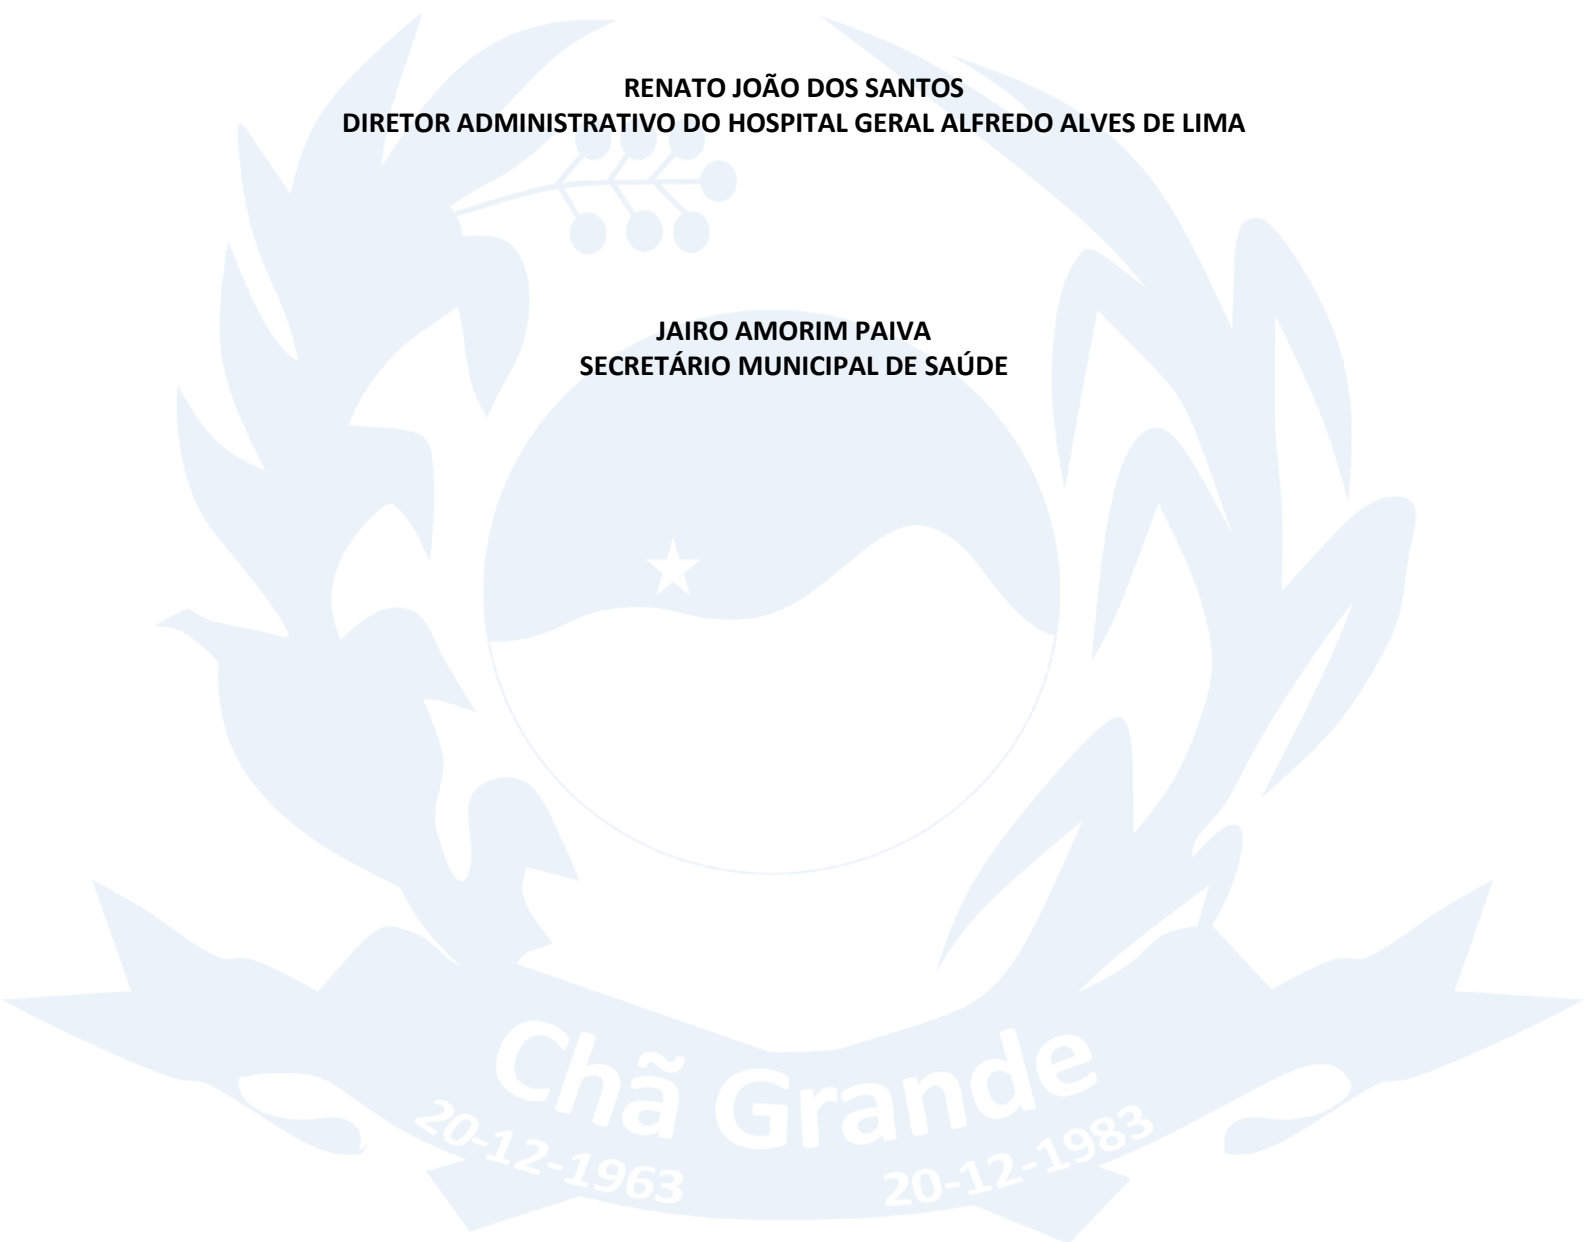 RENATO JOÃO DOS SANTOS
DIRETOR ADMINISTRATIVO DO HOSPITAL GERAL ALFREDO ALVES DE LIMA
JAIRO AMORIM PAIVA
SECRETÁRIO MUNICIPAL DE SAÚDE
Chã Grande
20-12-1963
20-12-1983